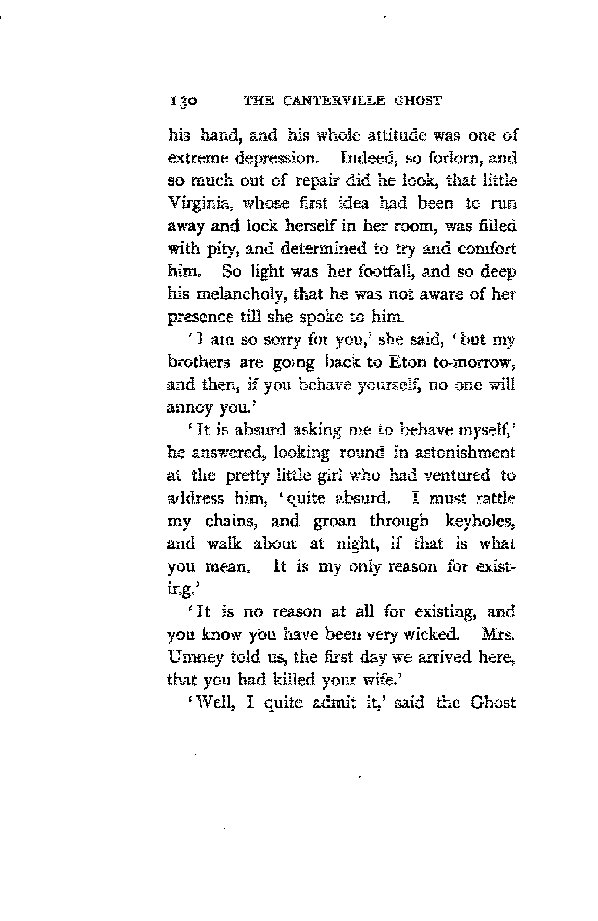 130 THE CANTERVILLE GHOST
his hand, and his whole attitude was one of
extreme depression. Indeed, so forlorn, and
so much out of repair did he look, that little
Virginia, whose first idea had been to run
away and lock herself in her room, was filled
with pity, and determined to try and comfort
him. So light was her footfall, and so deep
his melancholy, that he was not aware of her
presence till she spoke to him.
‘I am so sorry for you,’ she said, ‘but my
brothers are going back to Eton to-morrow,
and then, if you behave yourself, no one will
annoy you.’
‘It is absurd asking me to behave myself,’
he answered, looking round in astonishment
at the pretty little girl who had ventured to
address him, ‘quite absurd. I must rattle
my chains, and groan through keyholes,
and walk about at night, if that is what
you mean. It is my only reason for exist-
ing.’
‘It is no reason at all for existing, and
you know you have been very wicked. Mrs.
Umney told us, the first day we arrived here,
that you had killed your wife.’
‘Well, I quite admit it,’ said the Ghost